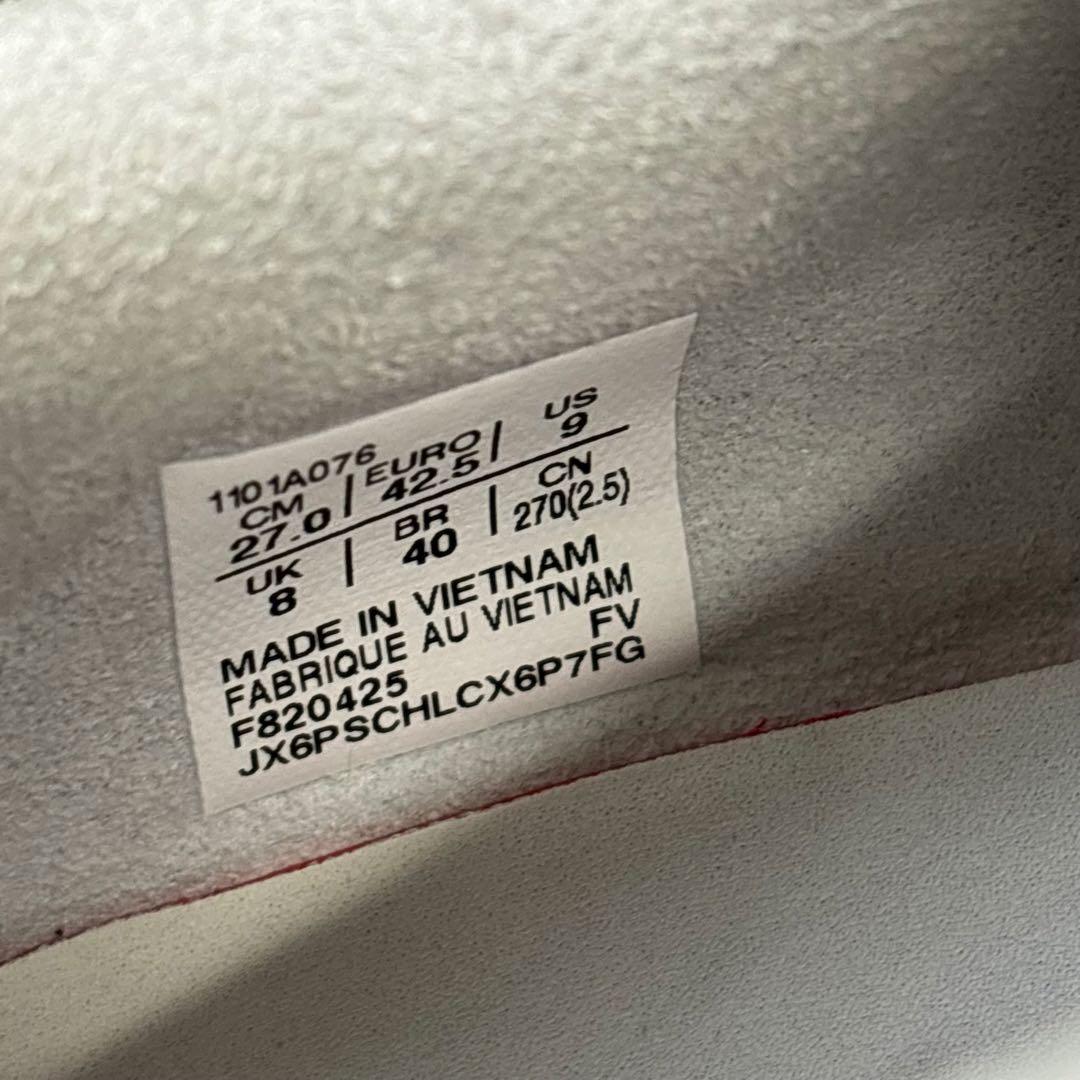 1101A076
CM | EURO | US
27.0 42.5 9
UK | BR | CN
8 40 270(2.5)
MADE IN VIETNAM
FABRIQUE AU VIETNAM
F820425 FV
JX6PSCHLCX6P7FG